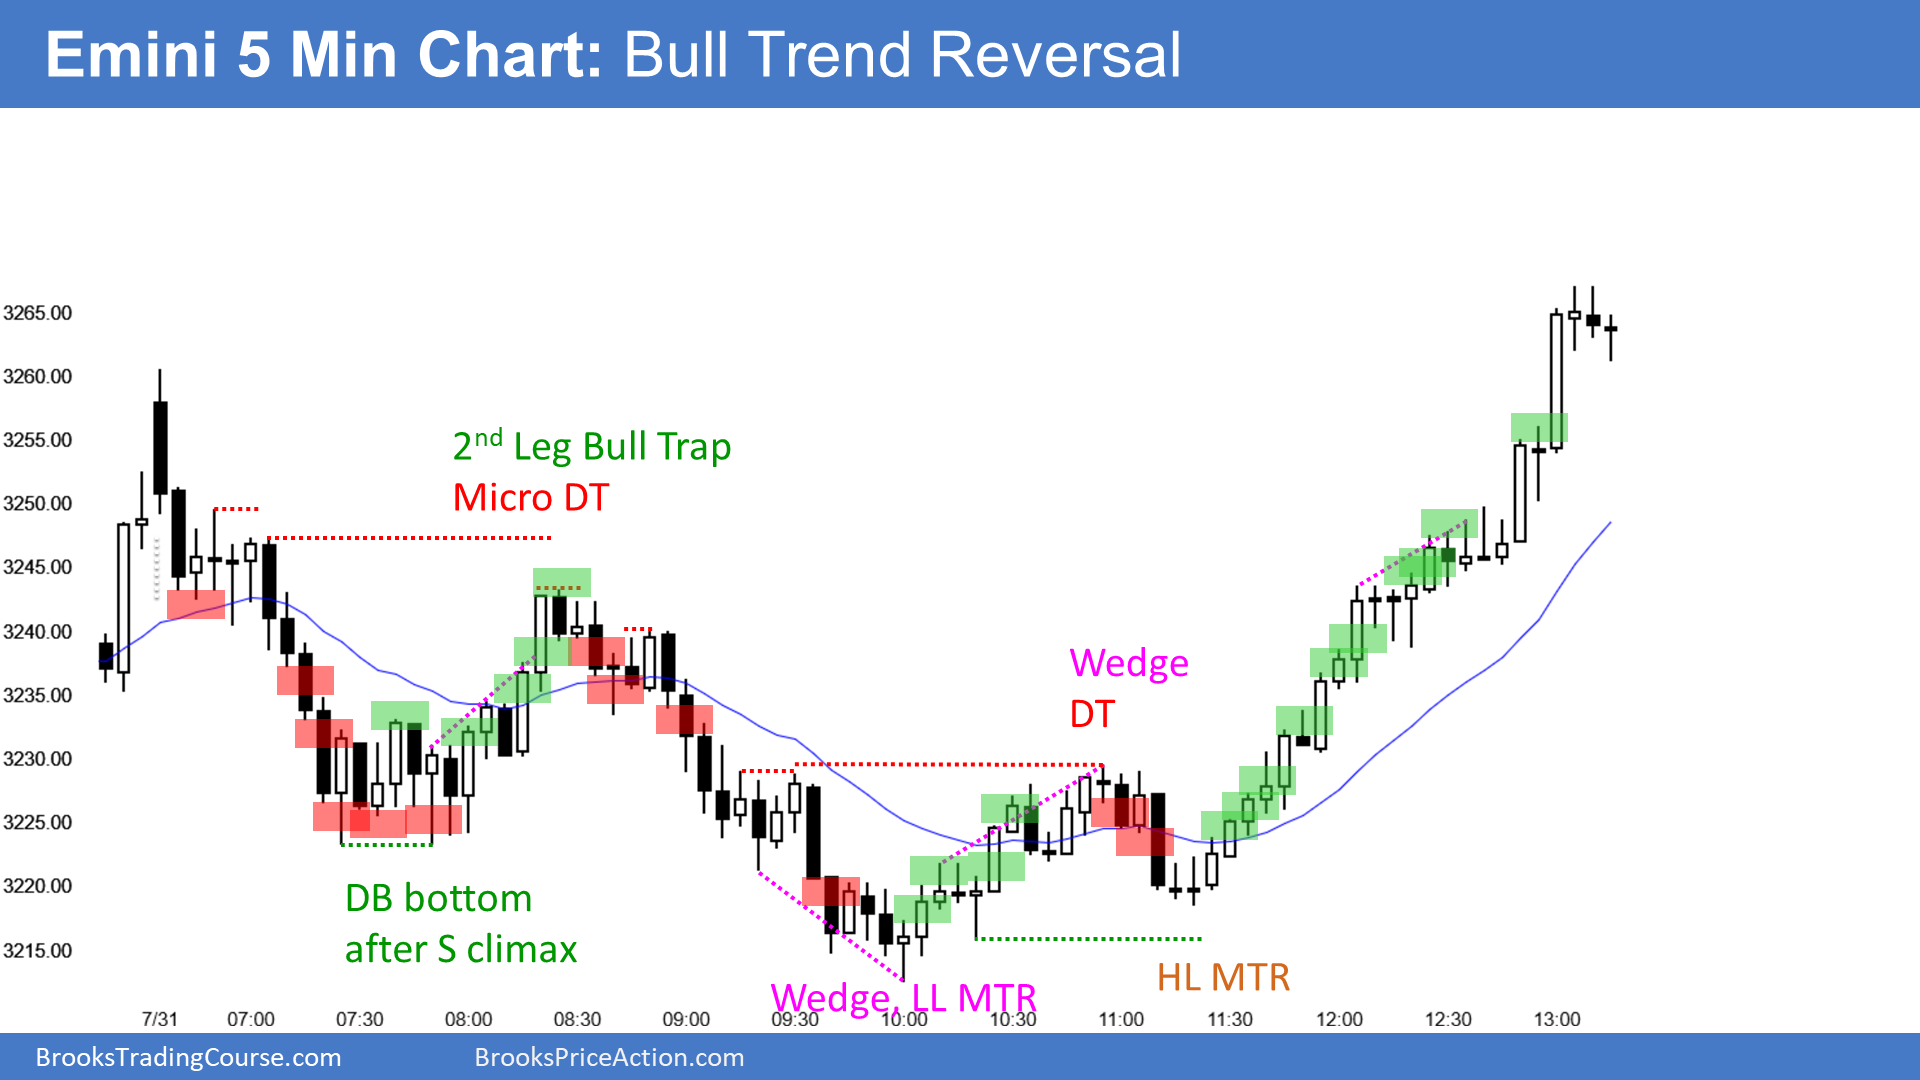 Emini 5 Min Chart: Bull Trend Reversal
3265.00
3260.00
3255.00
3250.00
3245.00
3240.00
3235.00
3230.00
3225.00
3220.00
3215.00
2nd Leg Bull Trap
Micro DT
Wedge
DT
DB bottom
after S climax
Wedge, LL MTR
HL MTR
7/31 07:00 07:30 08:00 08:30 09:00 09:30 10:00 10:30 11:00 11:30 12:00 12:30 13:00
BrooksTradingCourse.com BrooksPriceAction.com